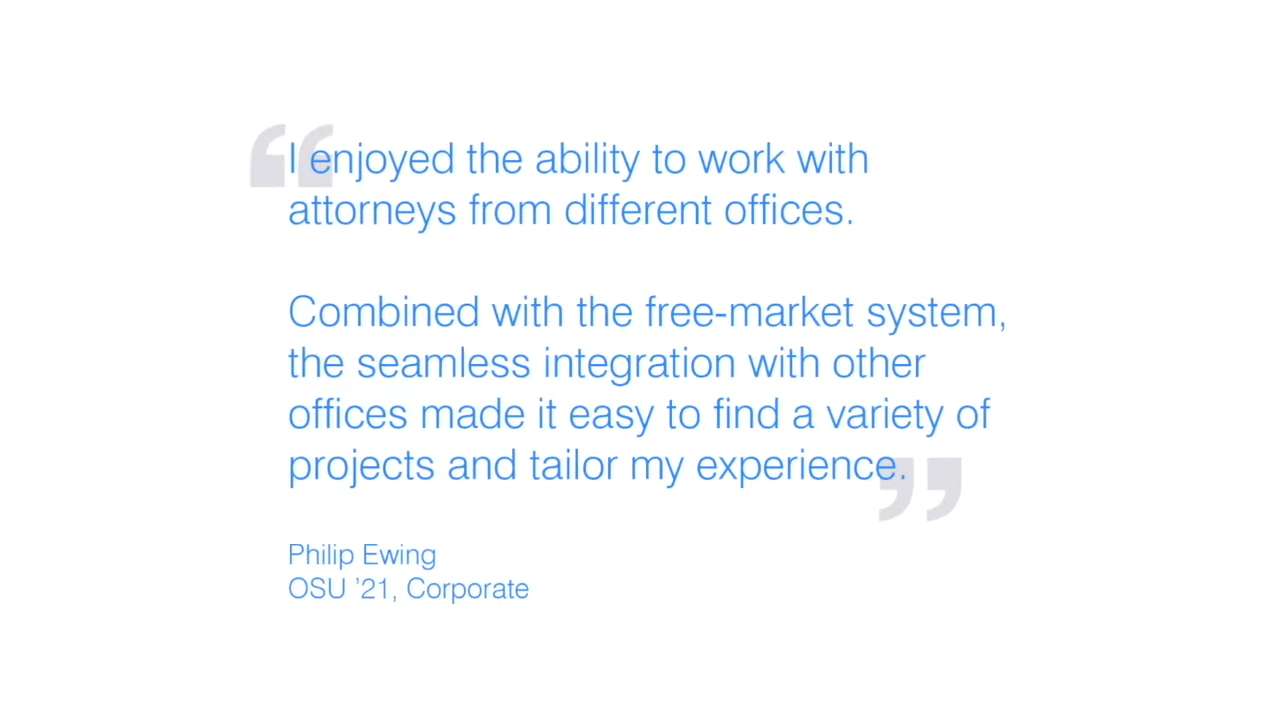 I enjoyed the ability to work with
attorneys from different offices.
Combined with the free-market system,
the seamless integration with other
offices made it easy to find a variety of
projects and tailor my experience.
Philip Ewing
OSU ’21, Corporate